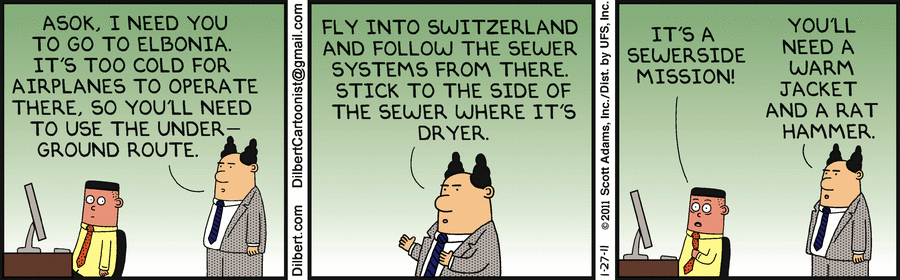 ASOK, I NEED YOU
TO GO TO ELBONIA.
IT'S TOO COLD FOR
AIRPLANES TO OPERATE
THERE, SO YOU'LL NEED
TO USE THE UNDER-
GROUND ROUTE.
Dilbert.com DilbertCartoonist@gmail.com
FLY INTO SWITZERLAND
AND FOLLOW THE SEWER
SYSTEMS FROM THERE.
STICK TO THE SIDE OF
THE SEWER WHERE IT'S
DRYER.
1-27-11 © 2011 Scott Adams, Inc./Dist. by UFS, Inc.
IT'S A
SEWERSIDE
MISSION!
YOU'LL
NEED A
WARM
JACKET
AND A RAT
HAMMER.